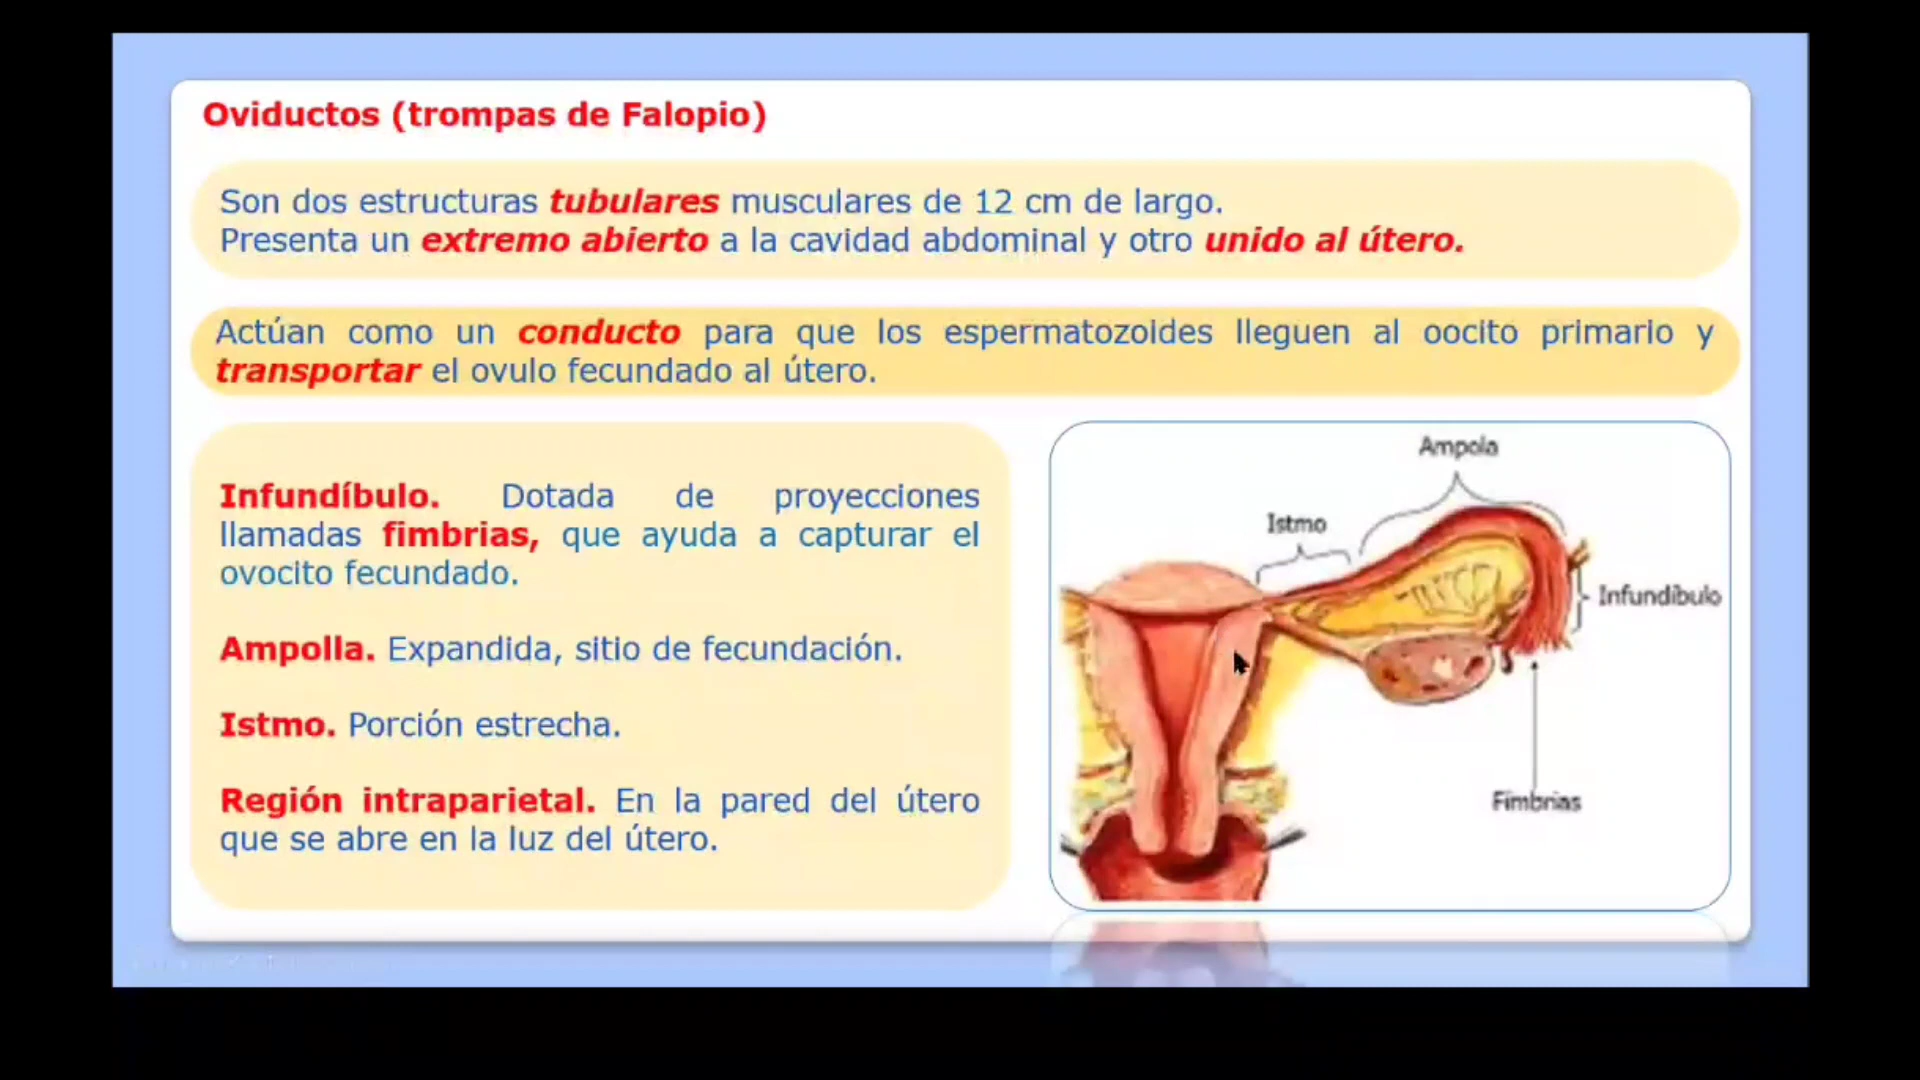 Oviductos (trompas de Falopio)
Son dos estructuras tubulares musculares de 12 cm de largo.
Presenta un extremo abierto a la cavidad abdominal y otro unido al útero.
Actúan como un conducto para que los espermatozoides lleguen al oocito primario y
transportar el ovulo fecundado al útero.
Infundíbulo. Dotada de proyecciones
llamadas fimbrias, que ayuda a capturar el
ovocito fecundado.
Ampolla. Expandida, sitio de fecundación.
Istmo. Porción estrecha.
Región intraparietal. En la pared del útero
que se abre en la luz del útero.
Ampola
Istmo
Infundíbulo
Fimbrias